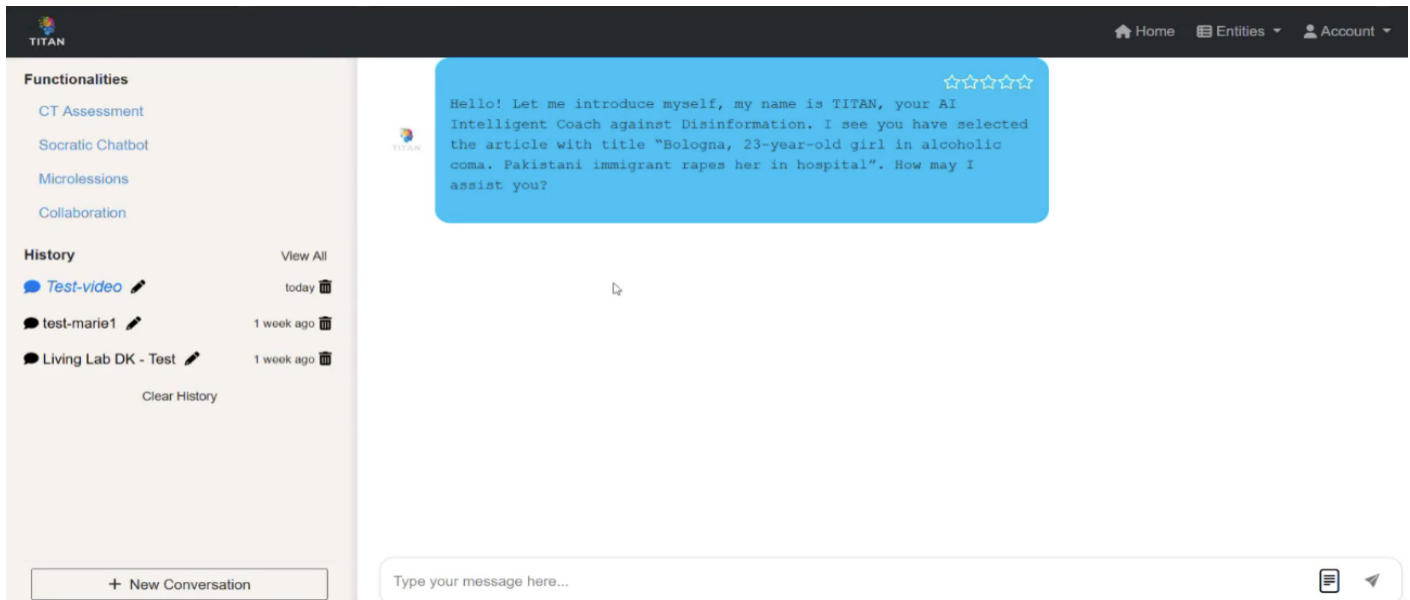 TITAN
Home Entities Account
Functionalities
CT Assessment
Socratic Chatbot
Microlessions
Collaboration
History View All
Test-video today
test-marie1 1 week ago
Living Lab DK - Test 1 week ago
Clear History
+ New Conversation
TITAN
Hello! Let me introduce myself, my name is TITAN, your AI
Intelligent Coach against Disinformation. I see you have selected
the article with title “Bologna, 23-year-old girl in alcoholic
coma. Pakistani immigrant rapes her in hospital”. How may I
assist you?
Type your message here...